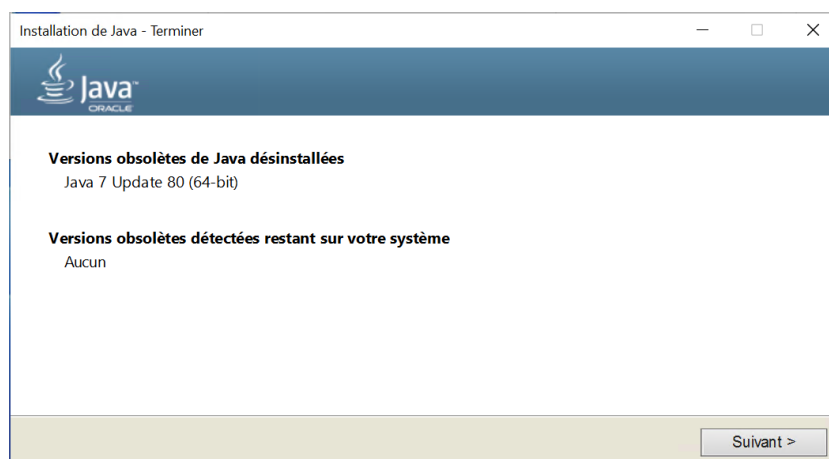 Installation de Java - Terminer
Java™
ORACLE
Versions obsolètes de Java désinstallées
Java 7 Update 80 (64-bit)
Versions obsolètes détectées restant sur votre système
Aucun
Suivant >